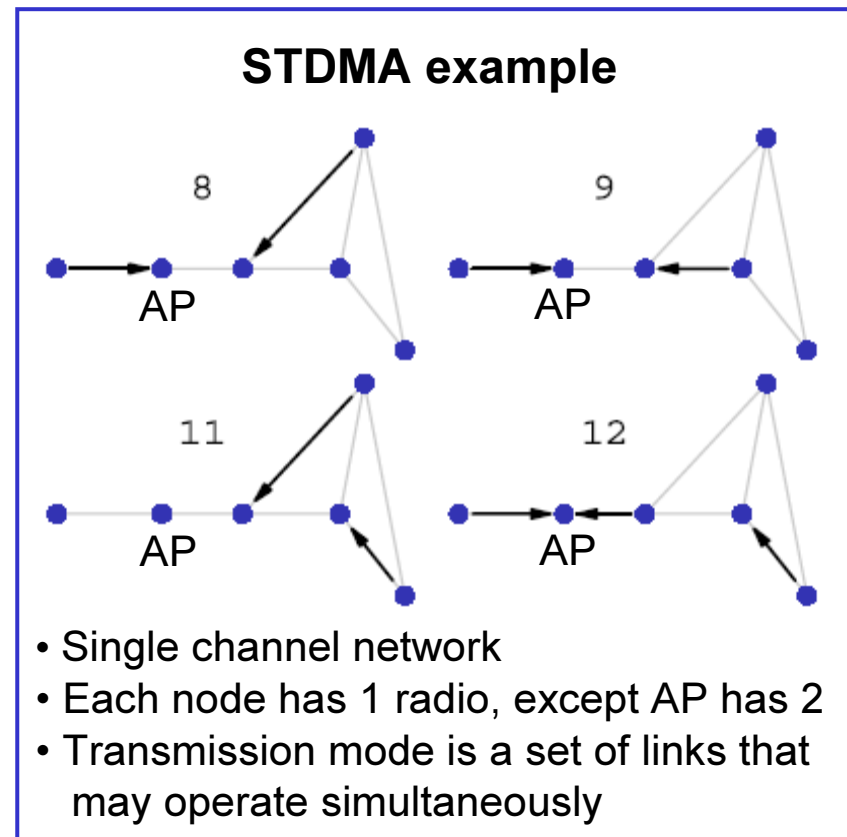 STDMA example
8
9
AP
AP
11
12
AP
AP
• Single channel network
• Each node has 1 radio, except AP has 2
• Transmission mode is a set of links that
may operate simultaneously